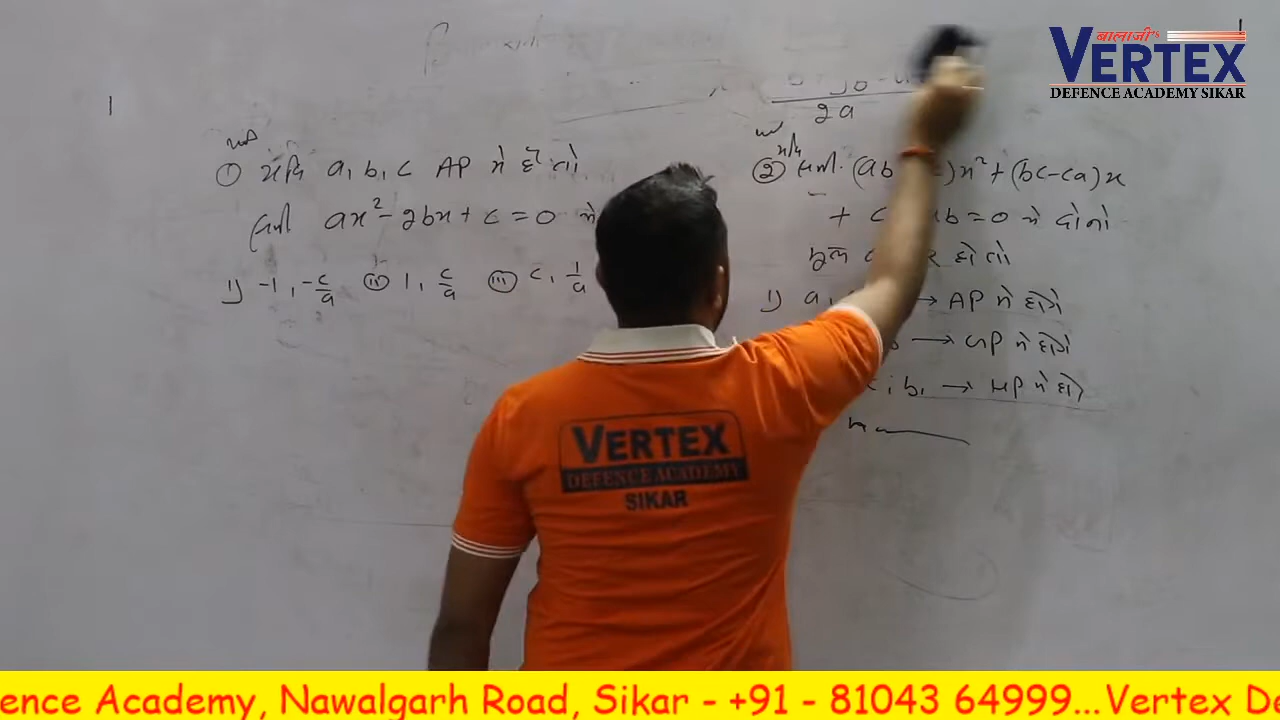 बालाजी's
VERTEX
DEFENCE ACADEMY SIKAR
2a
① यदि a, b, c AP में हों तो
ax² - 2bx + c = 0 में
i) -1, -c/a ii) 1, c/a iii) c, 1/a
② (ab )x² + (bc-ca)x
+ c ab = 0 में दोनों
हो तो
i) a, → AP में होंगे
→ GP में होंगे
b, → HP में हो
VERTEX
DEFENCE ACADEMY
SIKAR
ence Academy, Nawalgarh Road, Sikar - +91 - 81043 64999...Vertex De